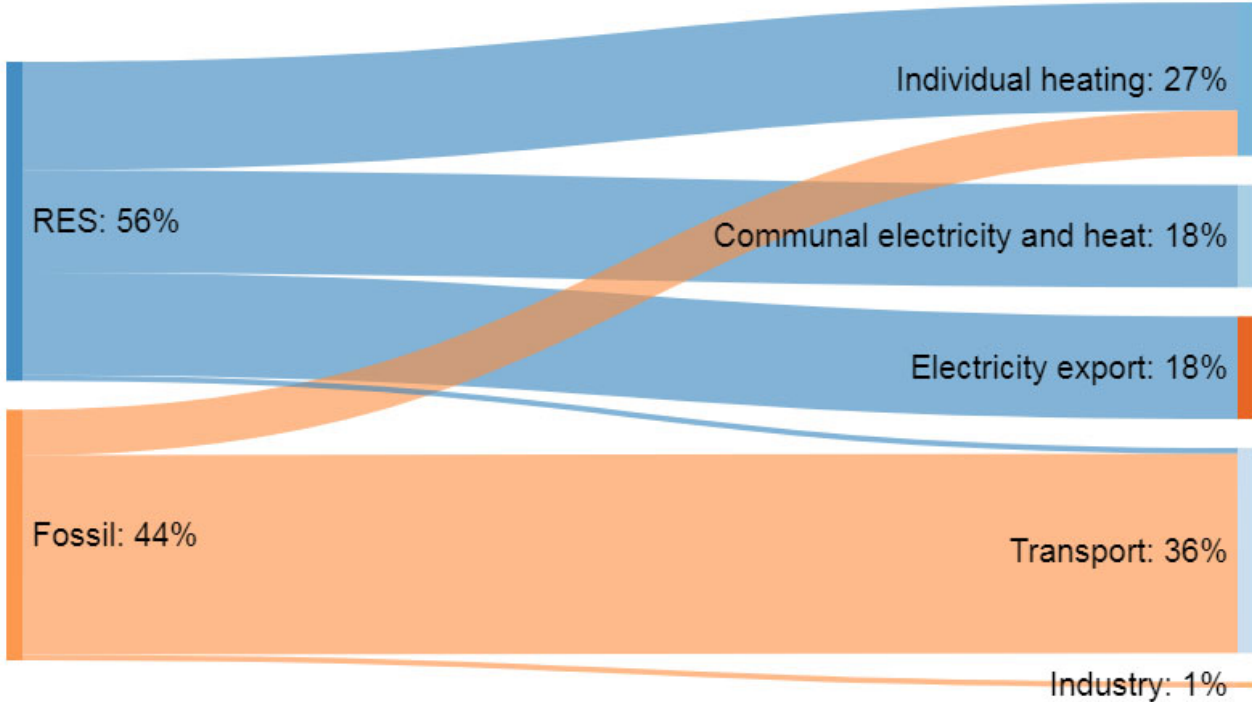 Individual heating: 27%
RES: 56%
Communal electricity and heat: 18%
Electricity export: 18%
Fossil: 44%
Transport: 36%
Industry: 1%